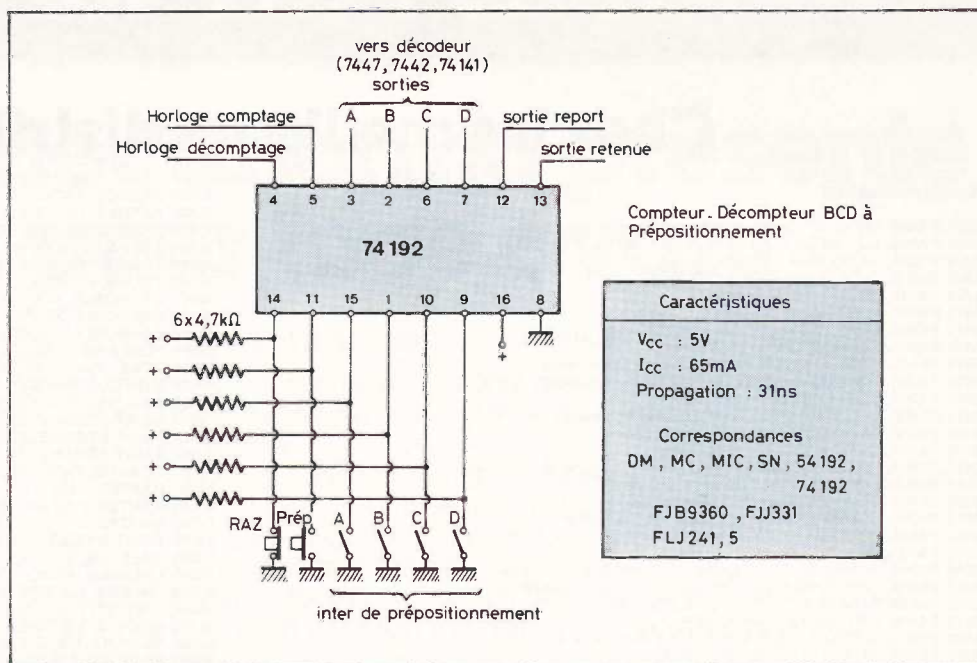 vers décodeur
(7447, 7442, 74141)
sorties
A B C D
Horloge comptage
Horloge décomptage
sortie report
sortie retenue
4 5 3 2 6 7 12 13
74192
14 11 15 1 10 9 16 8
6x4,7kΩ
+
+
+
+
+
+
+
RAZ Prép A B C D
inter de prépositionnement
Compteur_Décompteur BCD à
Prépositionnement
Caractéristiques
Vcc : 5V
Icc : 65mA
Propagation : 31ns
Correspondances
DM, MC, MIC, SN, 54192,
74192
FJB9360, FJJ331
FLJ241, 5